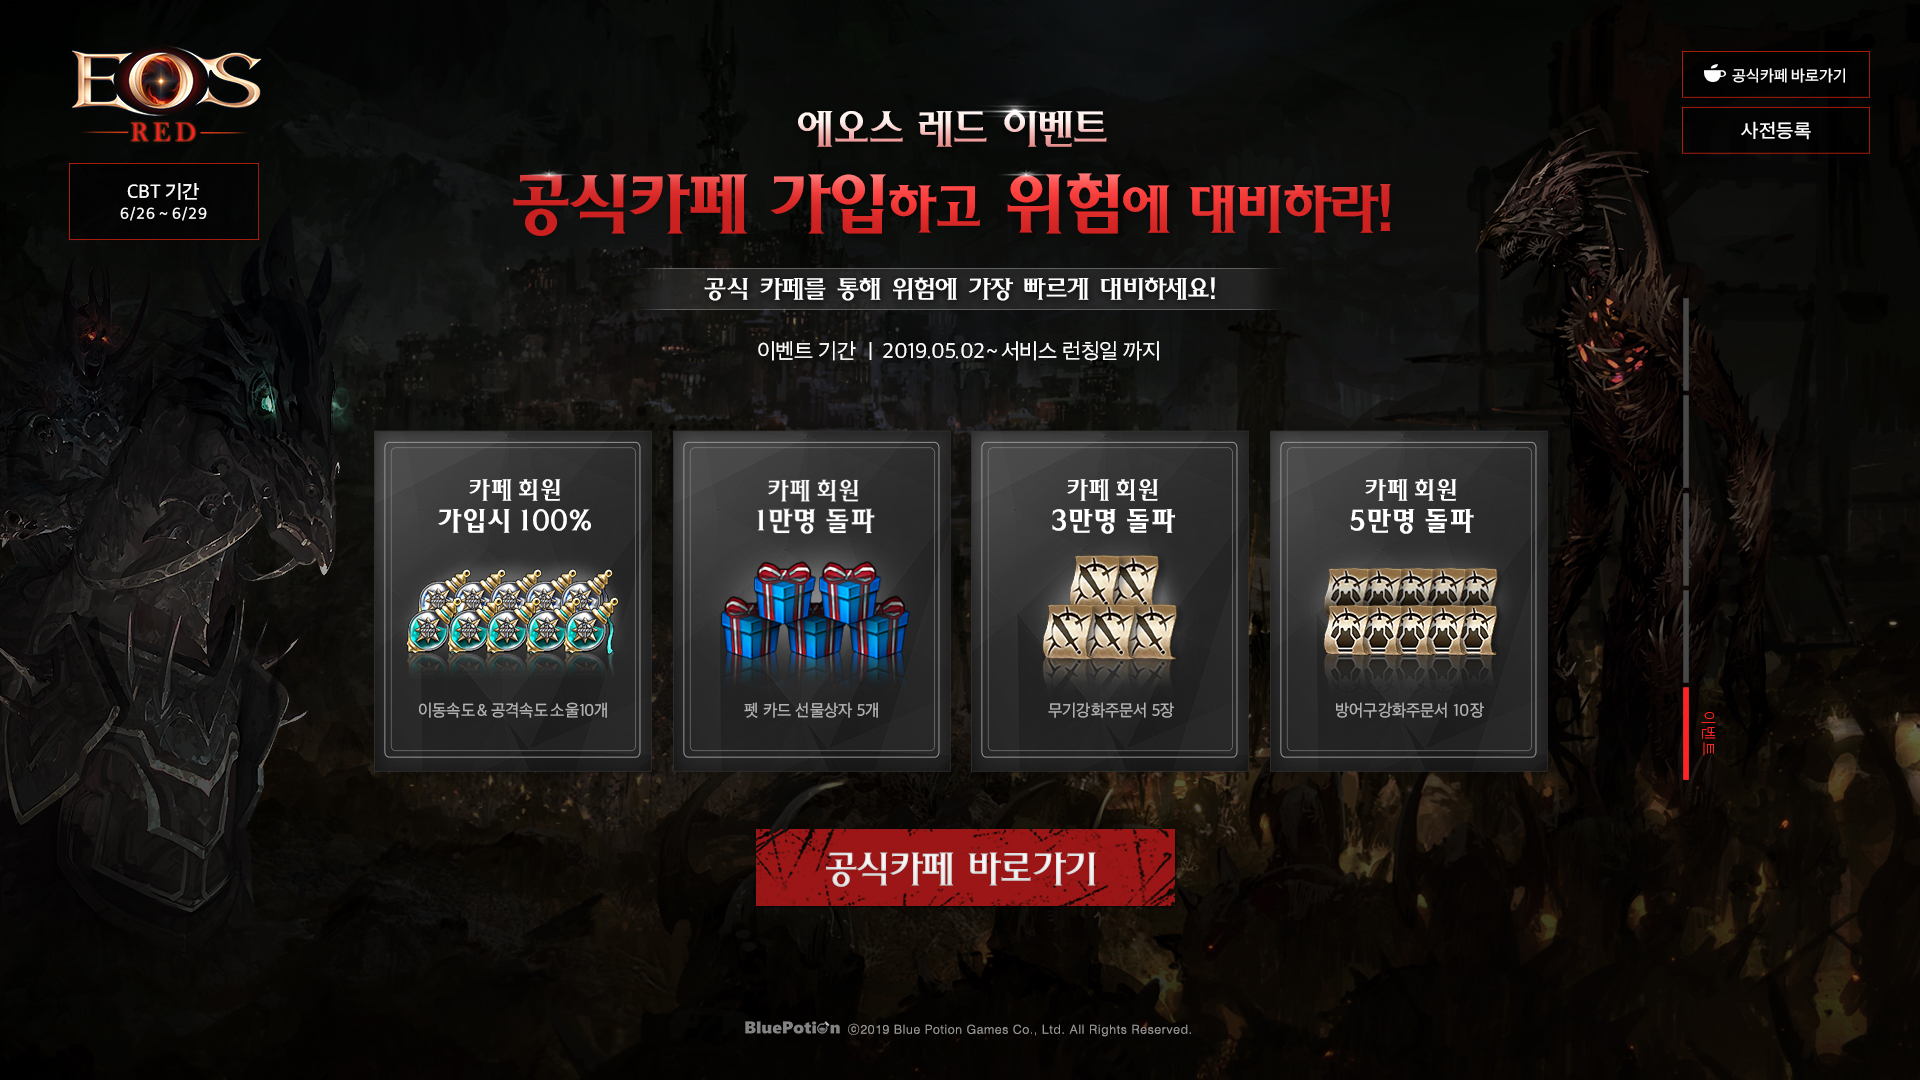 EOS
RED
CBT 기간
6/26 ~ 6/29
공식카페 바로가기
사전등록
에오스 레드 이벤트
공식카페 가입하고 위험에 대비하라!
공식 카페를 통해 위험에 가장 빠르게 대비하세요!
이벤트 기간 | 2019.05.02~ 서비스 런칭일 까지
카페 회원
가입시 100%
이동속도 & 공격속도 소울10개
카페 회원
1만명 돌파
펫 카드 선물상자 5개
카페 회원
3만명 돌파
무기강화주문서 5장
카페 회원
5만명 돌파
방어구강화주문서 10장
이벤트
공식카페 바로가기
BluePotion ©2019 Blue Potion Games Co., Ltd. All Rights Reserved.